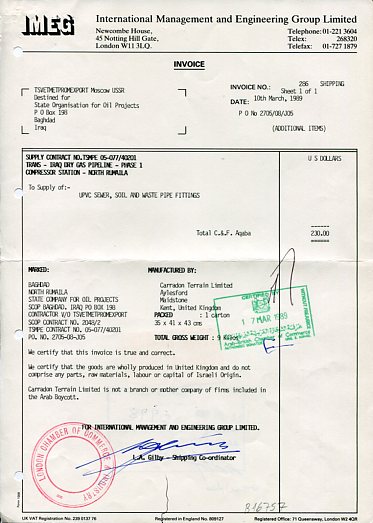 IMEG
International Management and Engineering Group Limited
Newcombe House,
45 Notting Hill Gate,
London W11 3LQ.
Telephone: 01-221 3604
Telex: 268320
Telefax: 01-727 1879
INVOICE
TSVETMETPROMEXPORT Moscow USSR
Destined for
State Organisation for Oil Projects
P O Box 198
Baghdad
Iraq
INVOICE NO.: 286 SHIPPING
Sheet 1 of 1
DATE: 10th March, 1989
P O No 2705/08/J05
(ADDITIONAL ITEMS)
SUPPLY CONTRACT NO.TSMPE 05-077/40201
TRANS - IRAQ DRY GAS PIPELINE - PHASE 1
COMPRESSOR STATION - NORTH RUMAILA
U S DOLLARS
To Supply of:-
UPVC SEWER, SOIL AND WASTE PIPE FITTINGS
Total C.&F. Aqaba
230.00
MARKED:
BAGHDAD
NORTH RUMAILA
STATE COMPANY FOR OIL PROJECTS
SCOP BAGHDAD. IRAQ PO BOX 198
CONTRACTOR V/O TSVETMETPROMEXPORT
SCOP CONTRACT NO. 2048/2
TSMPE CONTRACT NO. 05-077/40201
PO. NO. 2705-08-J05
MANUFACTURED BY:
Carradon Terrain Limited
Aylesford
Maidstone
Kent, United Kingdom
PACKED : 1 carton
35 x 41 x 43 cms
TOTAL GROSS WEIGHT : 9 Kilos
CERTIFIED
17 MAR 1989
Arab-British Chamber of Commerce
We certify that this invoice is true and correct.
We certify that the goods are wholly produced in United Kingdom and do not
comprise any parts, raw materials, labour or capital of Israeli Origin.
Carradon Terrain Limited is not a branch or mother company of firms included in
the Arab Boycott.
FOR INTERNATIONAL MANAGEMENT AND ENGINEERING GROUP LIMITED.
L.A. Gilby - Shipping Co-ordinator
LONDON CHAMBER OF COMMERCE & INDUSTRY
816757
UK VAT Registration No. 239 5137 76
Registered in England No. 809127
Registered Office: 71 Queensway, London W2 4QR